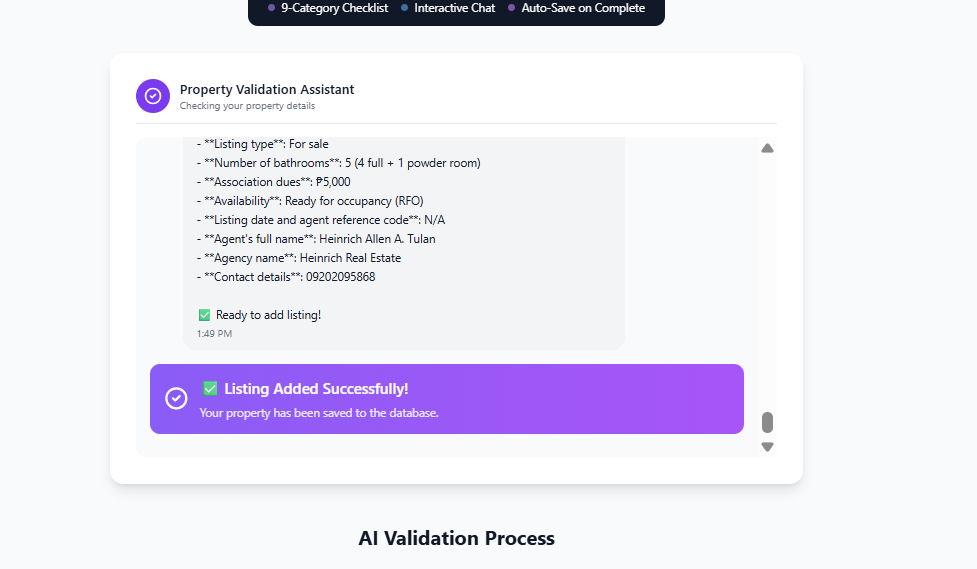 9-Category Checklist Interactive Chat Auto-Save on Complete
Property Validation Assistant
Checking your property details
- **Listing type**: For sale
- **Number of bathrooms**: 5 (4 full + 1 powder room)
- **Association dues**: ₱5,000
- **Availability**: Ready for occupancy (RFO)
- **Listing date and agent reference code**: N/A
- **Agent's full name**: Heinrich Allen A. Tulan
- **Agency name**: Heinrich Real Estate
- **Contact details**: 09202095868
✅ Ready to add listing!
1:49 PM
✅ Listing Added Successfully!
Your property has been saved to the database.
AI Validation Process